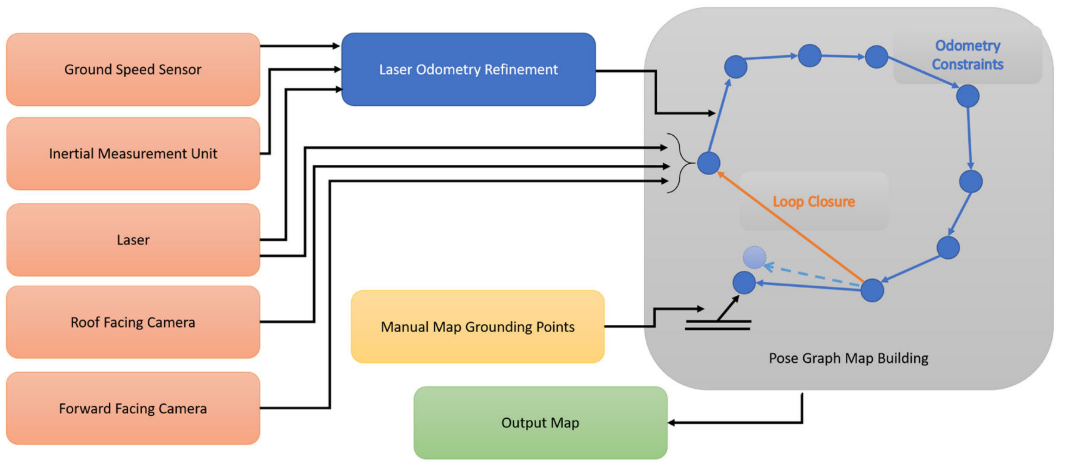 Ground Speed Sensor
Laser Odometry Refinement
Odometry
Constraints
Inertial Measurement Unit
Loop Closure
Laser
Roof Facing Camera
Manual Map Grounding Points
Pose Graph Map Building
Forward Facing Camera
Output Map